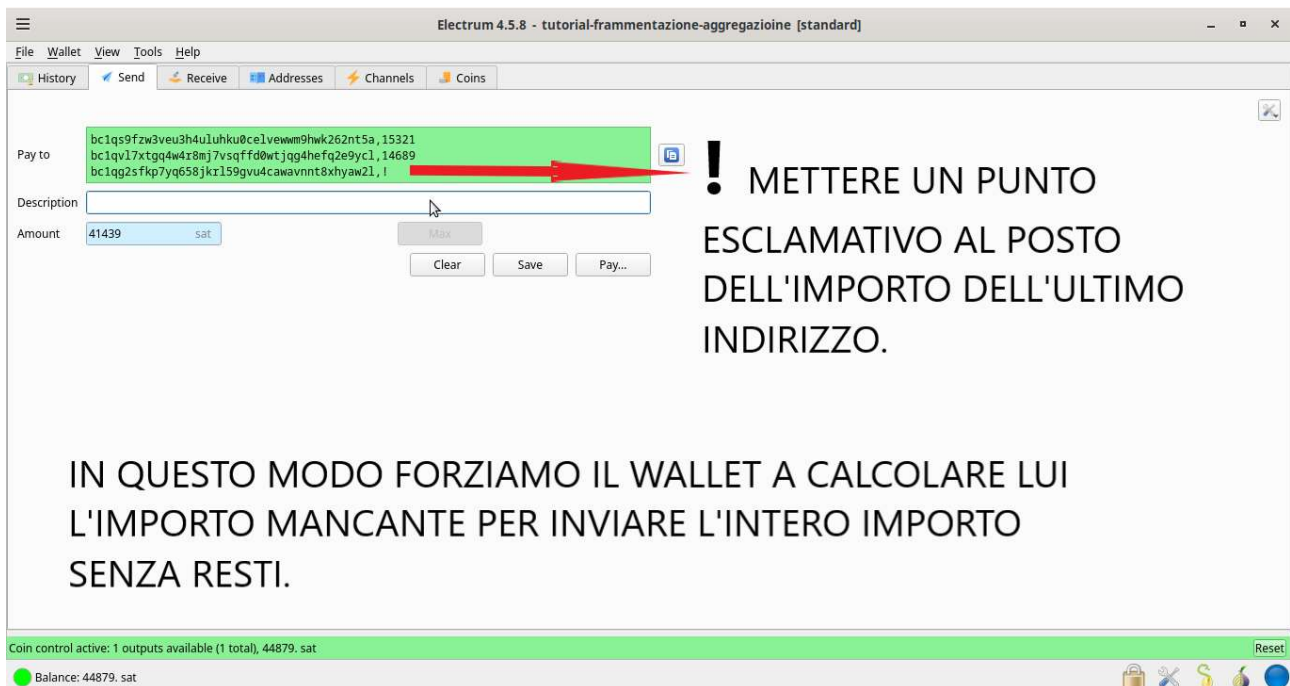 Electrum 4.5.8 - tutorial-frammentazione-aggregazioine [standard]
File Wallet View Tools Help
History Send Receive Addresses Channels Coins
Pay to
bc1qs9fzw3veu3h4uluhku0celvewwm9hwk262nt5a,15321
bc1qvl7xtgq4w4r8mj7vsqffd0wtjqg4hefq2e9ycl,14689
bc1qg2sfkp7yq658jkrl59gvu4cawavnnt8xhyaw2l,!
Description
Amount 41439 sat Max
Clear Save Pay...
! METTERE UN PUNTO
ESCLAMATIVO AL POSTO
DELL'IMPORTO DELL'ULTIMO
INDIRIZZO.
IN QUESTO MODO FORZIAMO IL WALLET A CALCOLARE LUI
L'IMPORTO MANCANTE PER INVIARE L'INTERO IMPORTO
SENZA RESTI.
Coin control active: 1 outputs available (1 total), 44879. sat Reset
Balance: 44879. sat